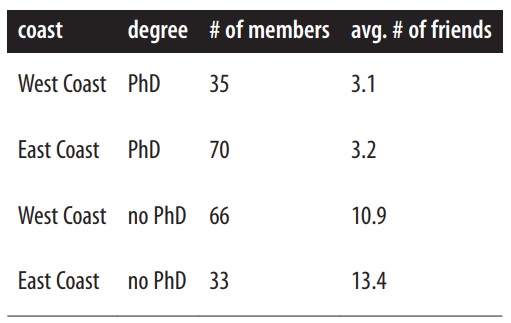 coast degree # of members avg. # of friends
West Coast PhD 35 3.1
East Coast PhD 70 3.2
West Coast no PhD 66 10.9
East Coast no PhD 33 13.4